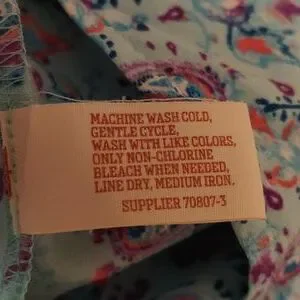 MACHINE WASH COLD,
GENTLE CYCLE,
WASH WITH LIKE COLORS,
ONLY NON-CHLORINE
BLEACH WHEN NEEDED,
LINE DRY, MEDIUM IRON.
SUPPLIER 70807-3